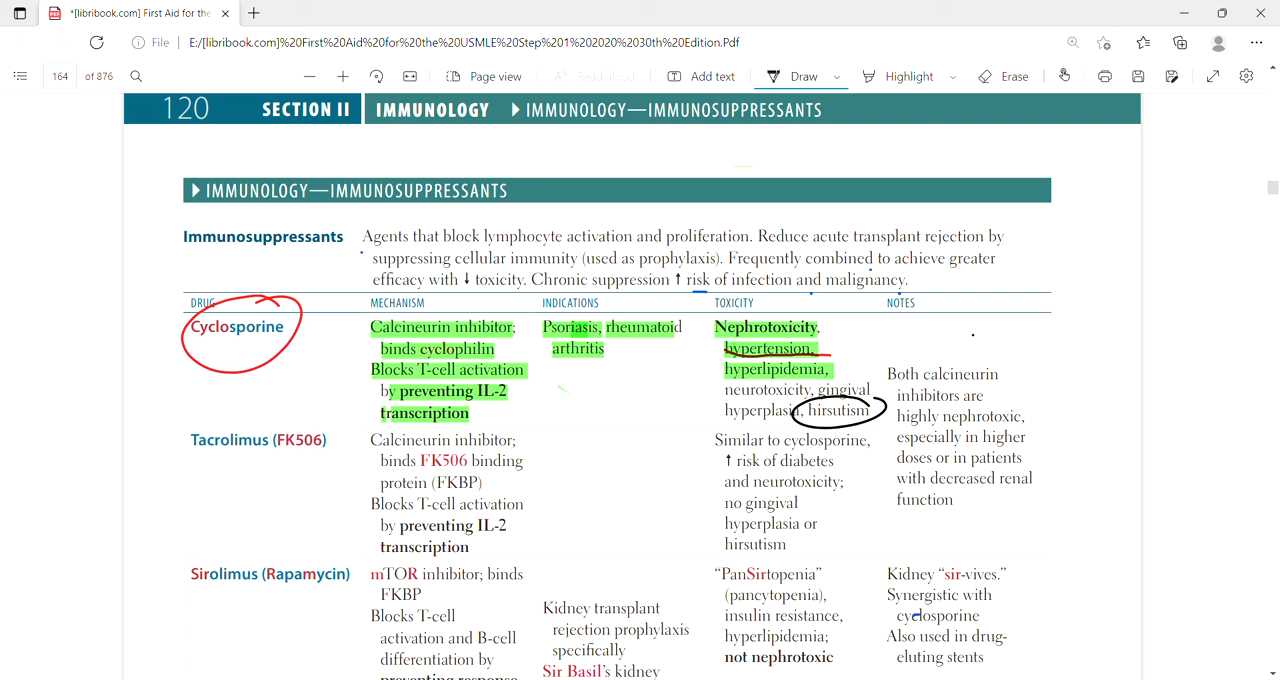 *[libribook.com] First Aid for the
File E:/[libribook.com]%20First%20Aid%20for%20the%20USMLE%20Step%201%202020%2030th%20Edition.Pdf
164 of 876 Page view Read aloud Add text Draw Highlight Erase
120 SECTION II IMMUNOLOGY IMMUNOLOGY—IMMUNOSUPPRESSANTS
IMMUNOLOGY—IMMUNOSUPPRESSANTS
Immunosuppressants Agents that block lymphocyte activation and proliferation. Reduce acute transplant rejection by
suppressing cellular immunity (used as prophylaxis). Frequently combined to achieve greater
efficacy with ↓ toxicity. Chronic suppression ↑ risk of infection and malignancy.
DRUG MECHANISM INDICATIONS TOXICITY NOTES
Cyclosporine
Calcineurin inhibitor;
binds cyclophilin
Blocks T-cell activation
by preventing IL-2
transcription
Psoriasis, rheumatoid
arthritis
Nephrotoxicity,
hypertension,
hyperlipidemia,
neurotoxicity, gingival
hyperplasia, hirsutism
Both calcineurin
inhibitors are
highly nephrotoxic,
especially in higher
doses or in patients
with decreased renal
function
Tacrolimus (FK506)
Calcineurin inhibitor;
binds FK506 binding
protein (FKBP)
Blocks T-cell activation
by preventing IL-2
transcription
Similar to cyclosporine,
↑ risk of diabetes
and neurotoxicity;
no gingival
hyperplasia or
hirsutism
Sirolimus (Rapamycin)
mTOR inhibitor; binds
FKBP
Blocks T-cell
activation and B-cell
differentiation by
preventing response
Kidney transplant
rejection prophylaxis
specifically
Sir Basil's kidney
"PanSirtopenia"
(pancytopenia),
insulin resistance,
hyperlipidemia;
not nephrotoxic
Kidney "sir-vives."
Synergistic with
cyclosporine
Also used in drug-
eluting stents